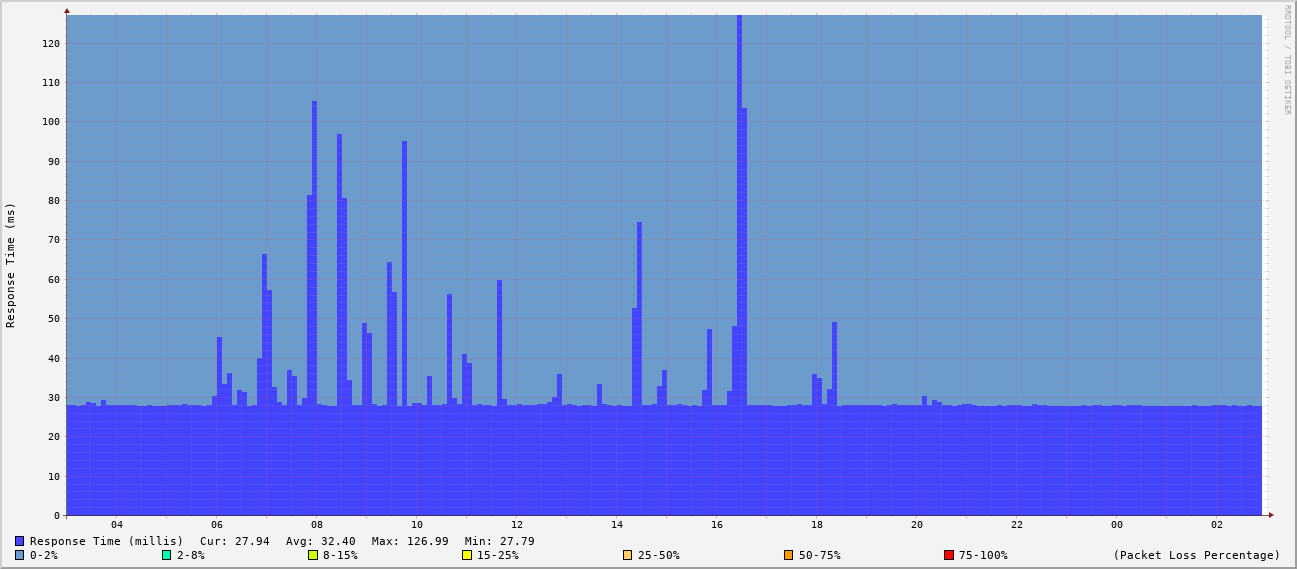 RRDTOOL / TOBI OETIKER
Response Time (ms)
120
110
100
90
80
70
60
50
40
30
20
10
0
04 06 08 10 12 14 16 18 20 22 00 02
Response Time (millis) Cur: 27.94 Avg: 32.40 Max: 126.99 Min: 27.79
0-2% 2-8% 8-15% 15-25% 25-50% 50-75% 75-100% (Packet Loss Percentage)